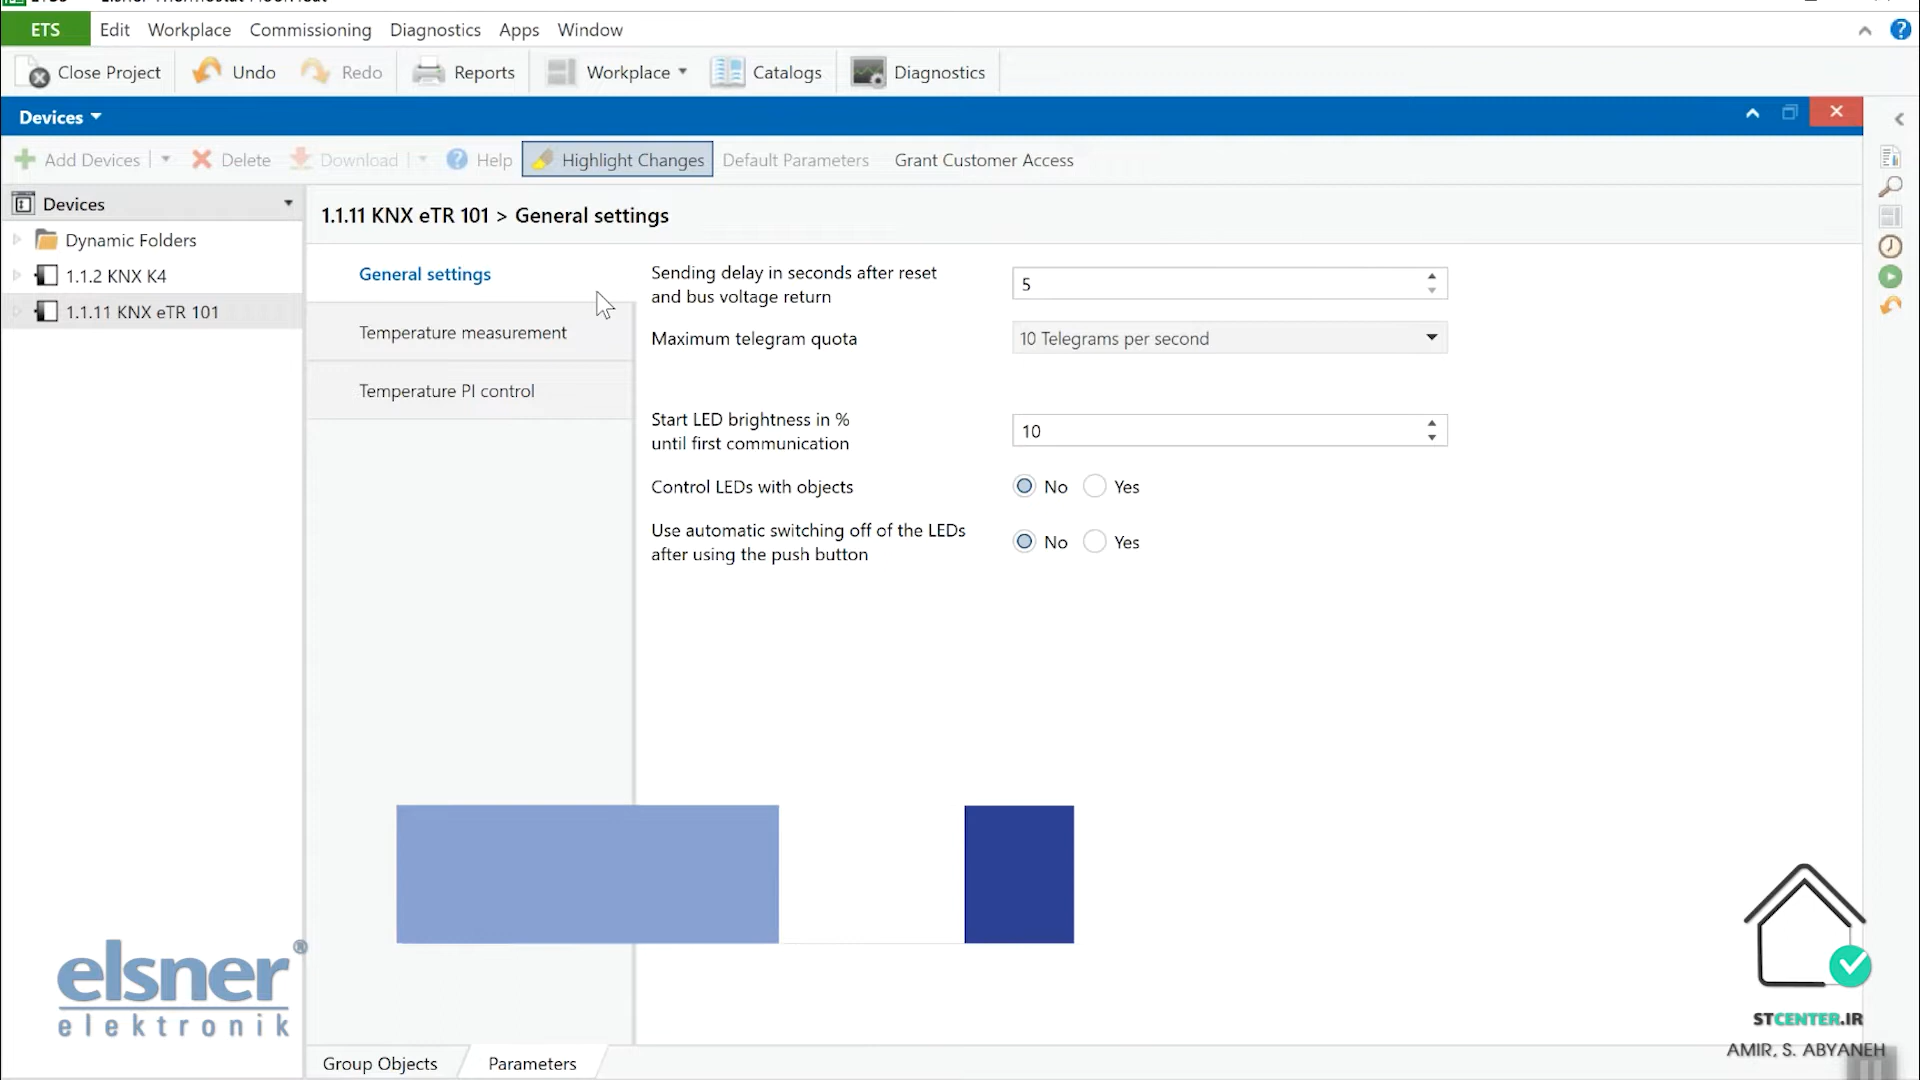 ETS Edit Workplace Commissioning Diagnostics Apps Window
Close Project Undo Redo Reports Workplace Catalogs Diagnostics
Devices
Add Devices Delete Download Help Highlight Changes Default Parameters Grant Customer Access
Devices
Dynamic Folders
1.1.2 KNX K4
1.1.11 KNX eTR 101
1.1.11 KNX eTR 101 > General settings
General settings
Temperature measurement
Temperature PI control
Sending delay in seconds after reset
and bus voltage return
5
Maximum telegram quota
10 Telegrams per second
Start LED brightness in %
until first communication
10
Control LEDs with objects
No Yes
Use automatic switching off of the LEDs
after using the push button
No Yes
elsner®
elektronik
STCENTER.IR
AMIR, S. ABYANEH
Group Objects Parameters